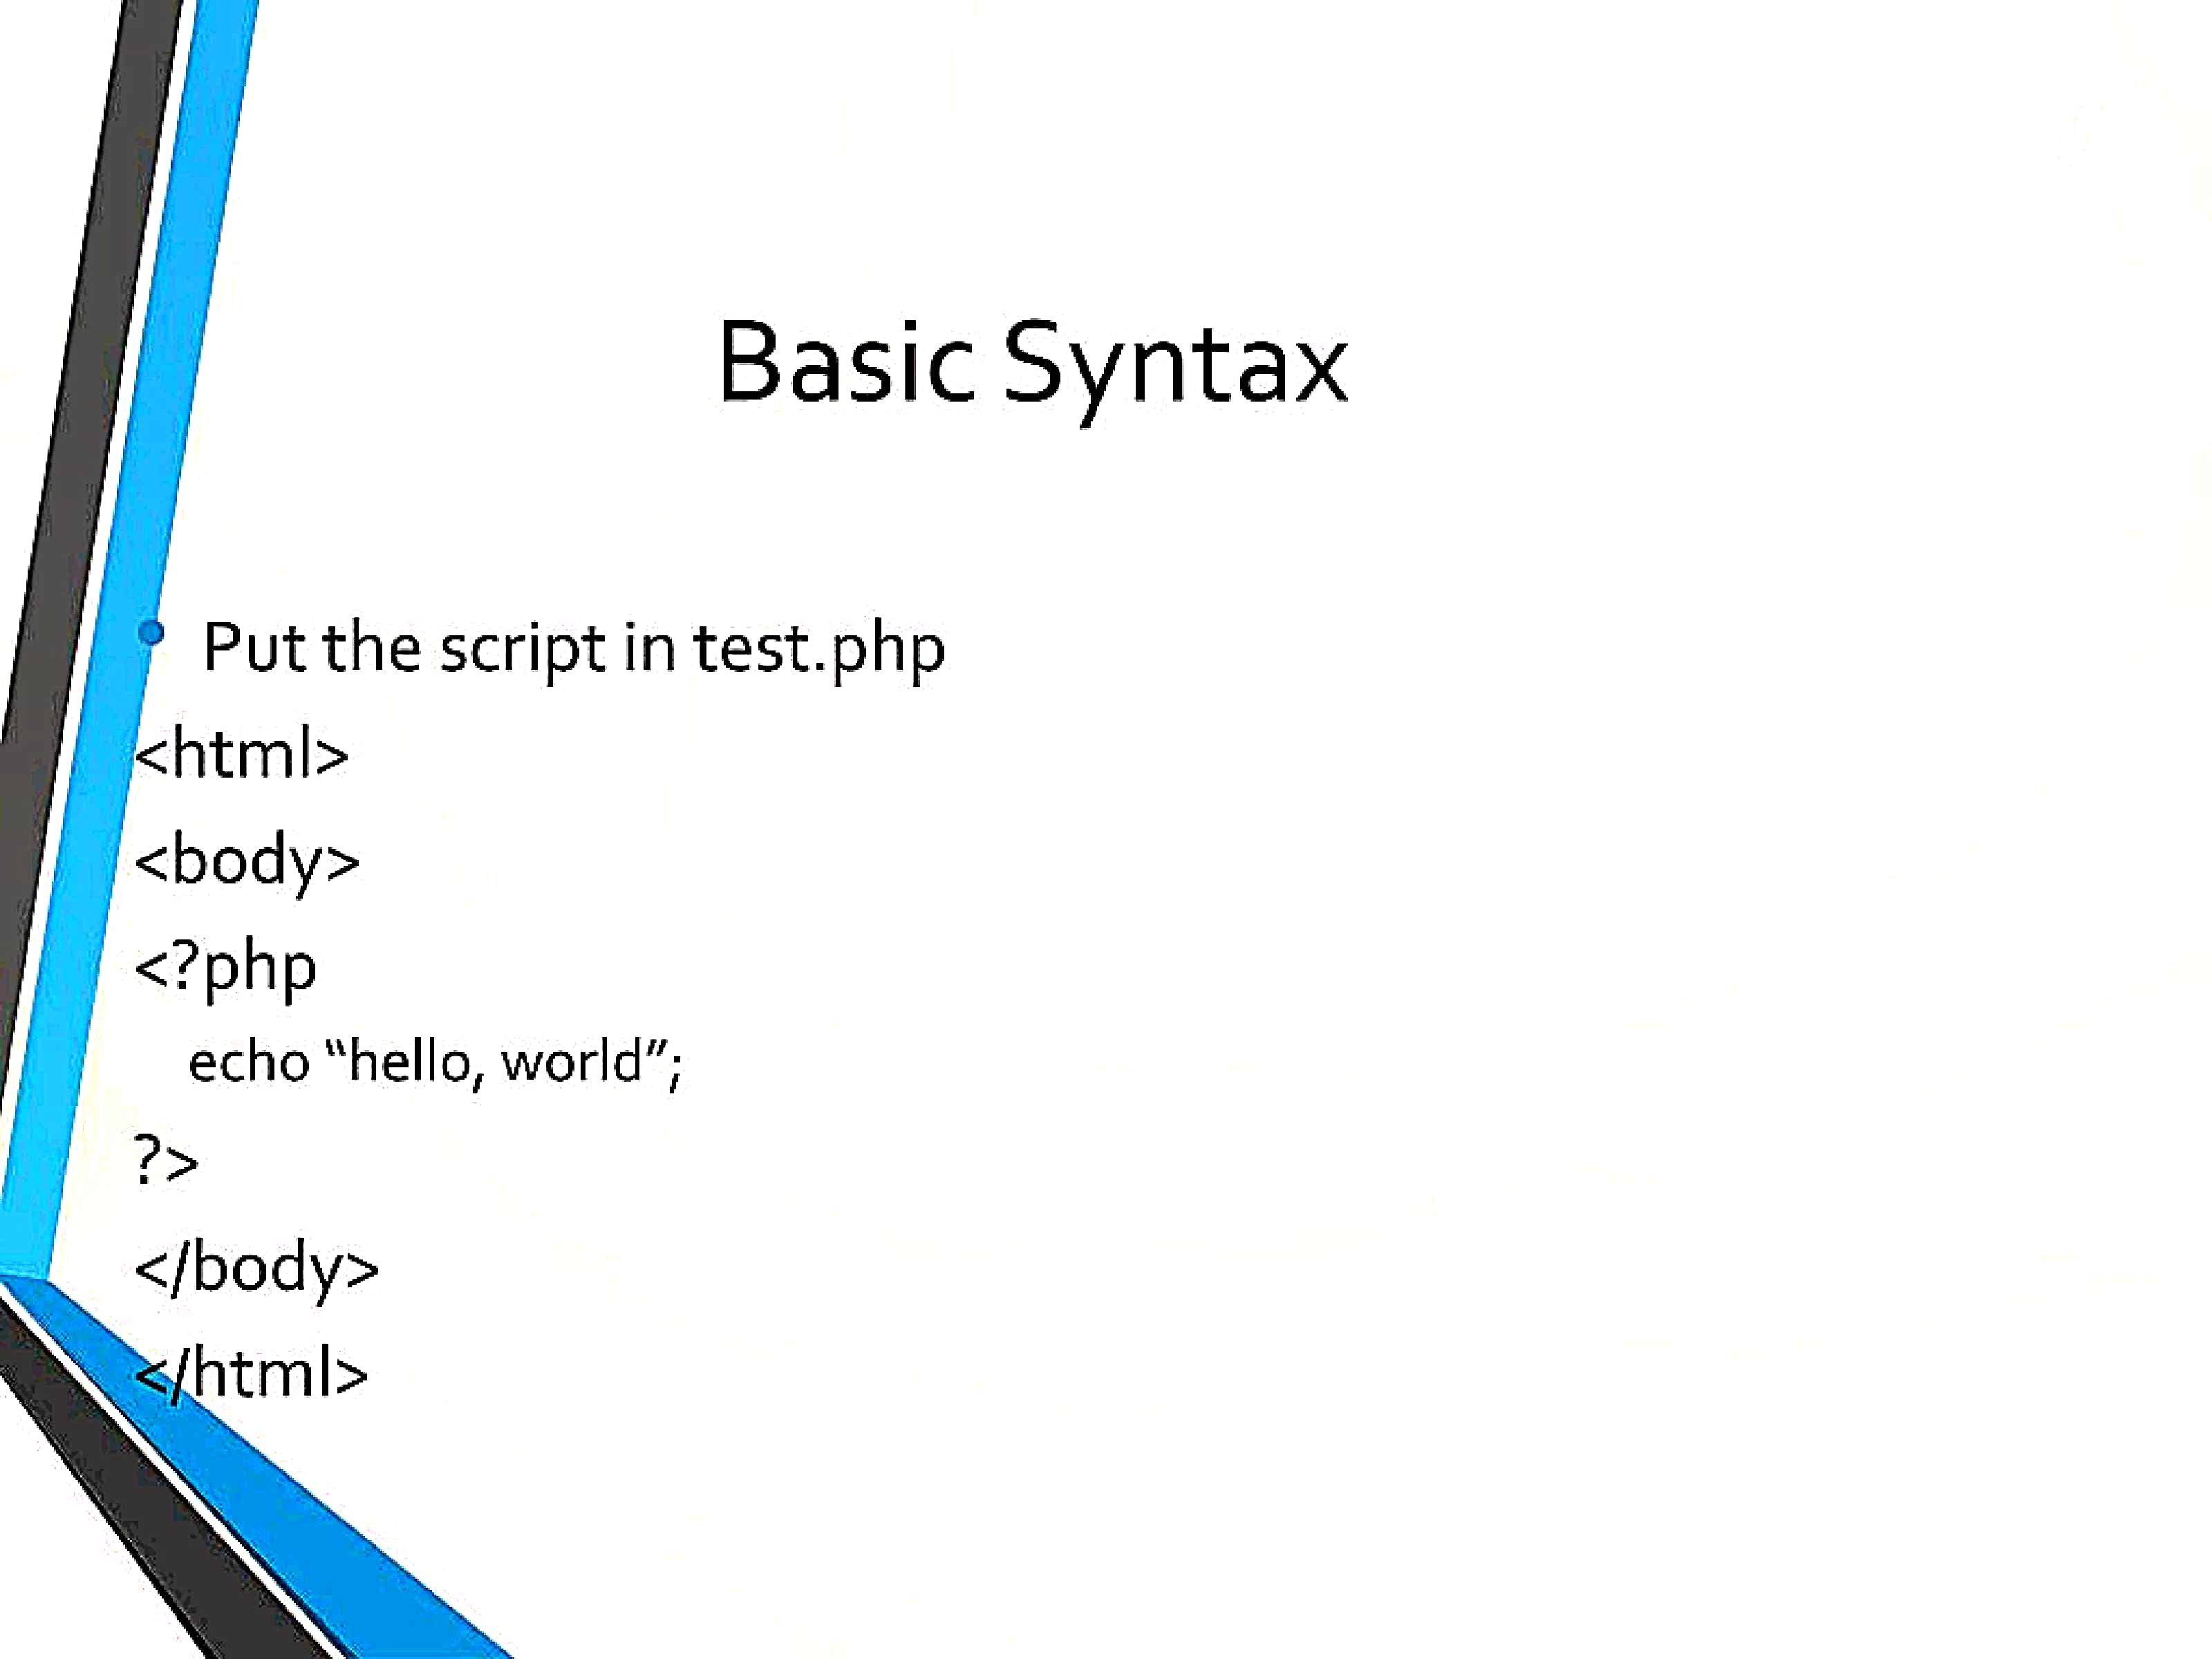 Basic Syntax
• Put the script in test.php
<html>
<body>
<?php
echo “hello, world”;
?>
</body>
</html>